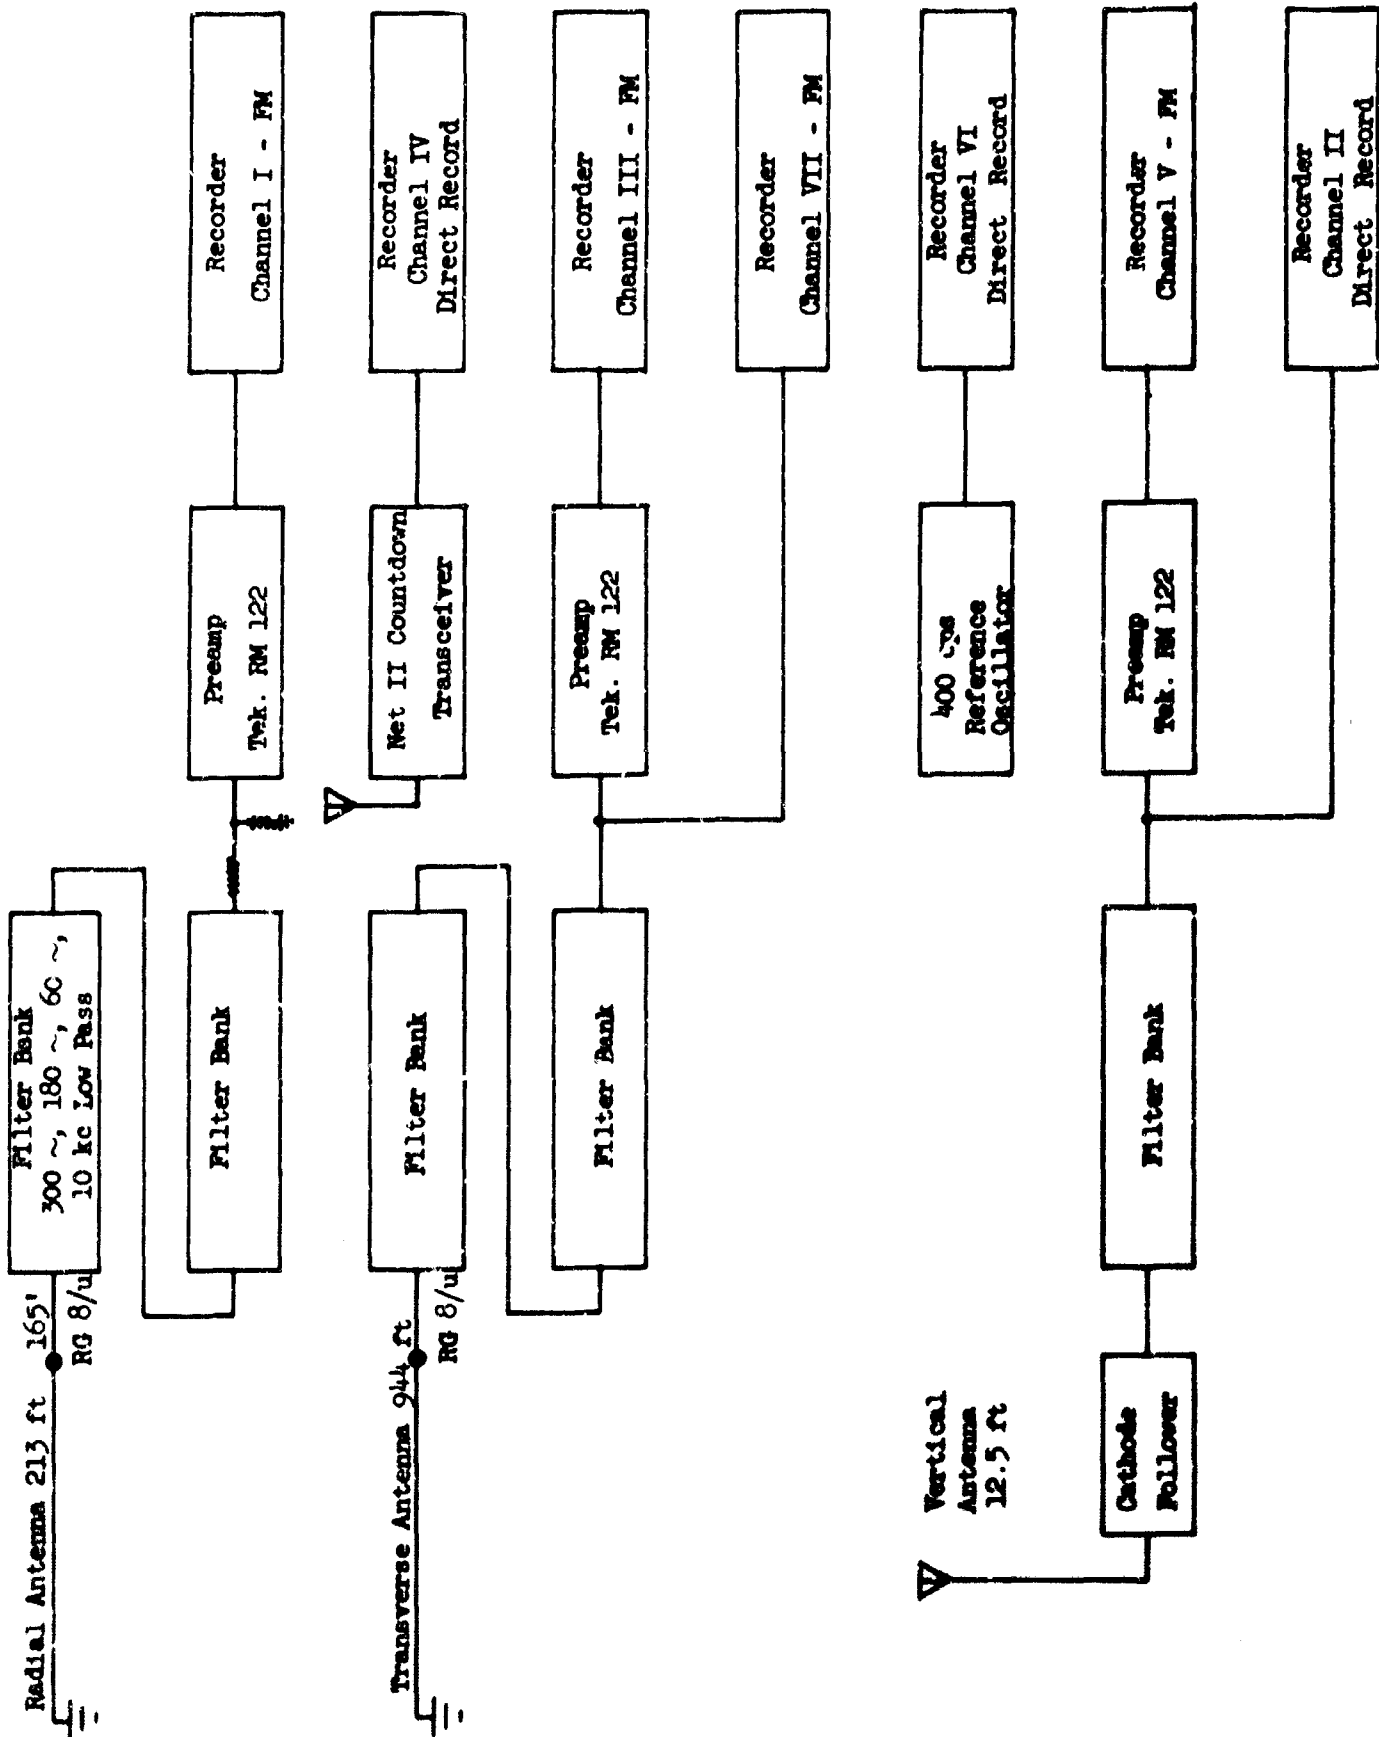 Radial Antenna 213 ft
165'
RG 8/u
Filter Bank
300 ~, 180 ~, 60 ~,
10 kc Low Pass
Filter Bank
Preamp
Tek. RM 122
Recorder
Channel I - FM
Net II Countdown
Transceiver
Recorder
Channel IV
Direct Record
Transverse Antenna 944 ft
RG 8/u
Filter Bank
Filter Bank
Preamp
Tek. RM 122
Recorder
Channel III - FM
Recorder
Channel VII - FM
400 cps
Reference
Oscillator
Recorder
Channel VI
Direct Record
Vertical
Antenna
12.5 ft
Cathode
Follower
Filter Bank
Preamp
Tek. RM 122
Recorder
Channel V - FM
Recorder
Channel II
Direct Record